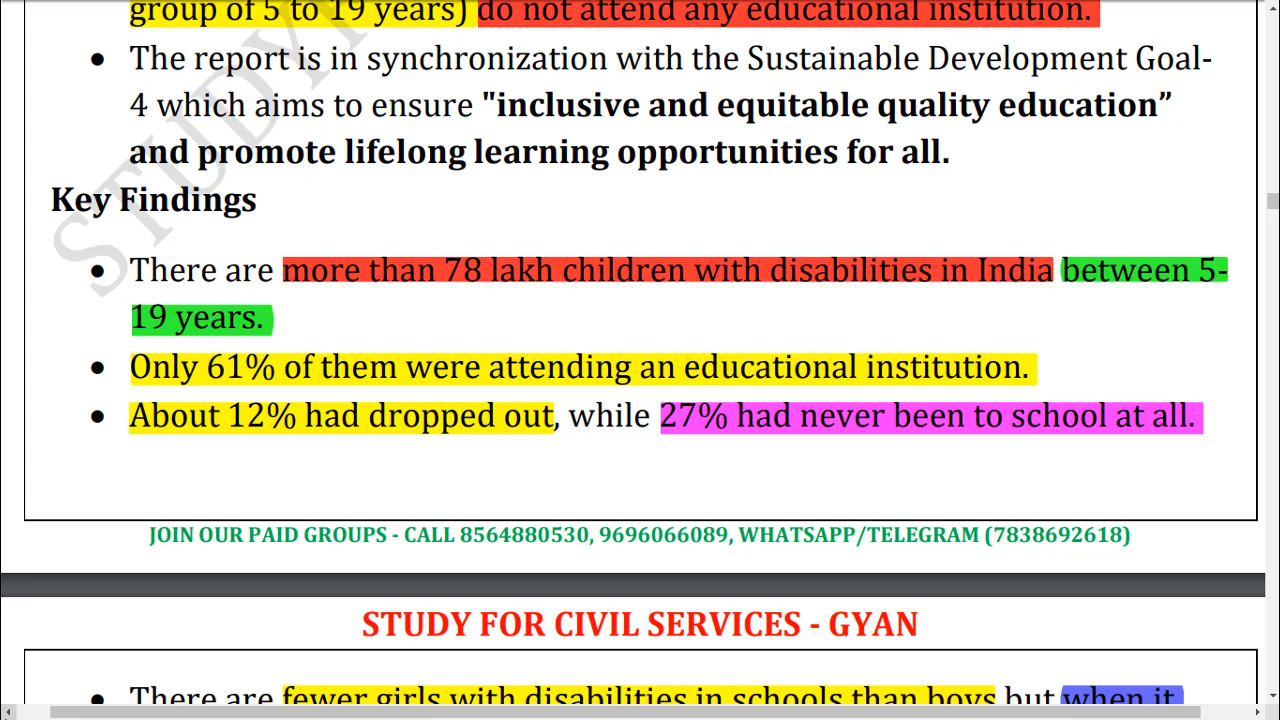 group of 5 to 19 years) do not attend any educational institution.
• The report is in synchronization with the Sustainable Development Goal-
4 which aims to ensure "inclusive and equitable quality education”
and promote lifelong learning opportunities for all.
Key Findings
• There are more than 78 lakh children with disabilities in India between 5-
19 years.
• Only 61% of them were attending an educational institution.
• About 12% had dropped out, while 27% had never been to school at all.
JOIN OUR PAID GROUPS - CALL 8564880530, 9696066089, WHATSAPP/TELEGRAM (7838692618)
STUDY FOR CIVIL SERVICES - GYAN
• There are fewer girls with disabilities in schools than boys but when it